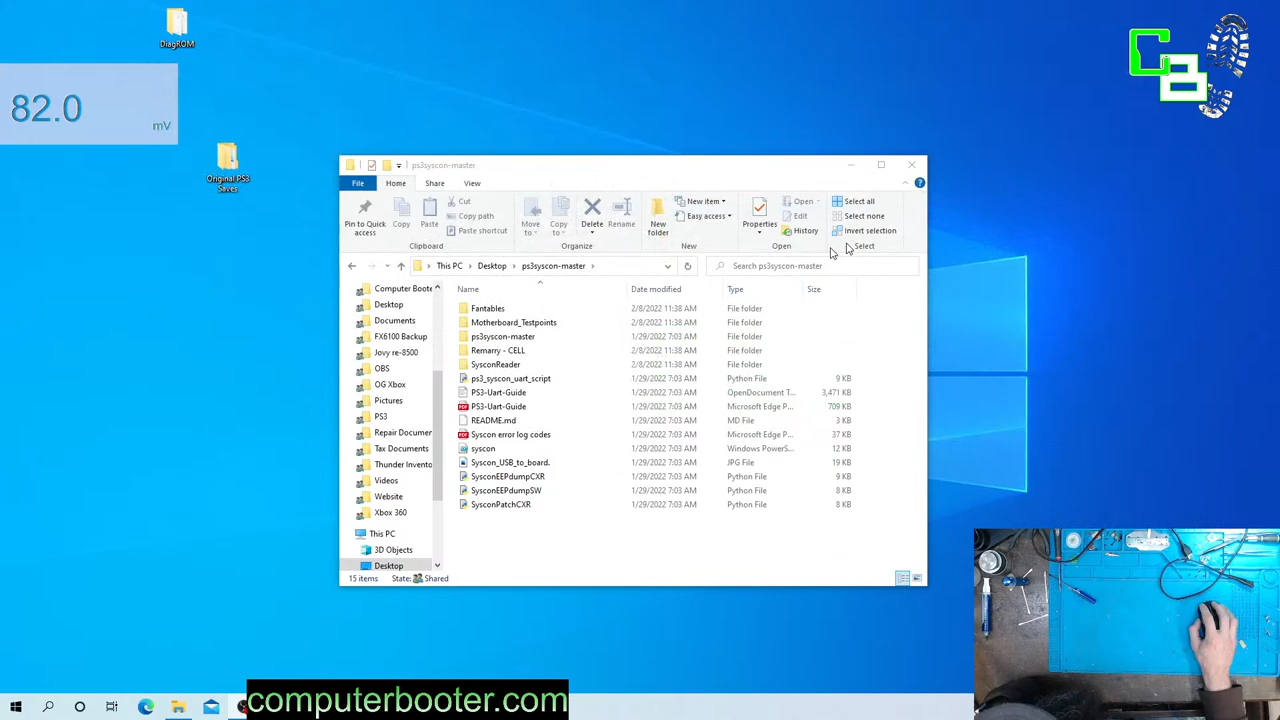 DiagROM
82.0
mV
Original PS3
Saves
CB
ps3syscon-master
File
Home
Share
View
Pin to Quick
access
Copy
Paste
Cut
Copy path
Paste shortcut
Clipboard
Move
to
Copy
to
Delete
Rename
Organize
New
folder
New item
Easy access
New
Properties
Open
Edit
History
Open
Select all
Select none
Invert selection
Select
This PC
Desktop
ps3syscon-master
Search ps3syscon-master
Name
Date modified
Type
Size
Computer Boote
Desktop
Documents
FX6100 Backup
Jovy re-8500
OBS
OG Xbox
Pictures
PS3
Repair Documen
Tax Documents
Thunder Invento
Videos
Website
Xbox 360
This PC
3D Objects
Desktop
Fantables 2/8/2022 11:38 AM File folder
Motherboard_Testpoints 2/8/2022 11:38 AM File folder
ps3syscon-master 1/29/2022 7:03 AM File folder
Remarry - CELL 2/8/2022 11:38 AM File folder
SysconReader 2/8/2022 11:38 AM File folder
ps3_syscon_uart_script 1/29/2022 7:03 AM Python File 9 KB
PS3-Uart-Guide 1/29/2022 7:03 AM OpenDocument T... 3,471 KB
PS3-Uart-Guide 1/29/2022 7:03 AM Microsoft Edge P... 709 KB
README.md 1/29/2022 7:03 AM MD File 3 KB
Syscon error log codes 1/29/2022 7:03 AM Microsoft Edge P... 37 KB
syscon 1/29/2022 7:03 AM Windows PowerS... 2 KB
Syscon_USB_to_board. 1/29/2022 7:03 AM JPG File 19 KB
SysconEEPdumpCXR 1/29/2022 7:03 AM Python File 9 KB
SysconEEPdumpSW 1/29/2022 7:03 AM Python File 8 KB
SysconPatchCXR 1/29/2022 7:03 AM Python File 8 KB
15 items
State:
Shared
computerbooter.com